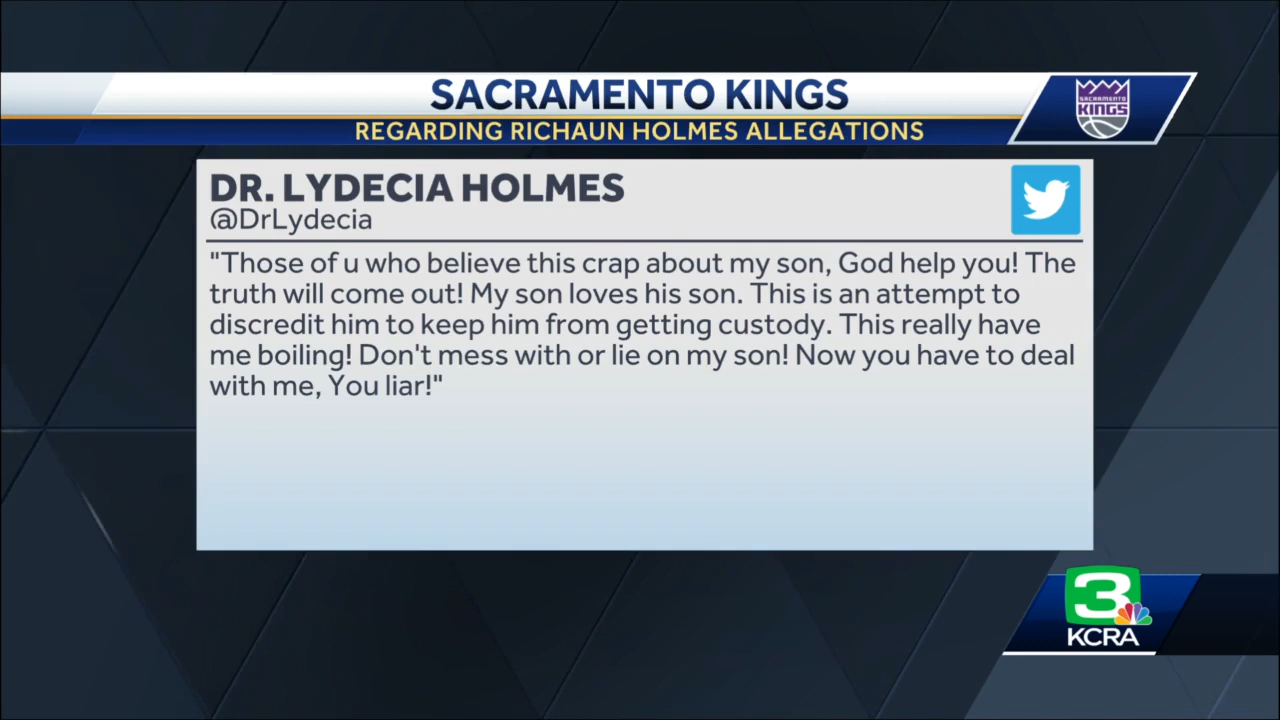 SACRAMENTO KINGS
REGARDING RICHAUN HOLMES ALLEGATIONS
SACRAMENTO
KINGS
DR. LYDECIA HOLMES
@DrLydecia
"Those of u who believe this crap about my son, God help you! The
truth will come out! My son loves his son. This is an attempt to
discredit him to keep him from getting custody. This really have
me boiling! Don't mess with or lie on my son! Now you have to deal
with me, You liar!"
3
KCRA